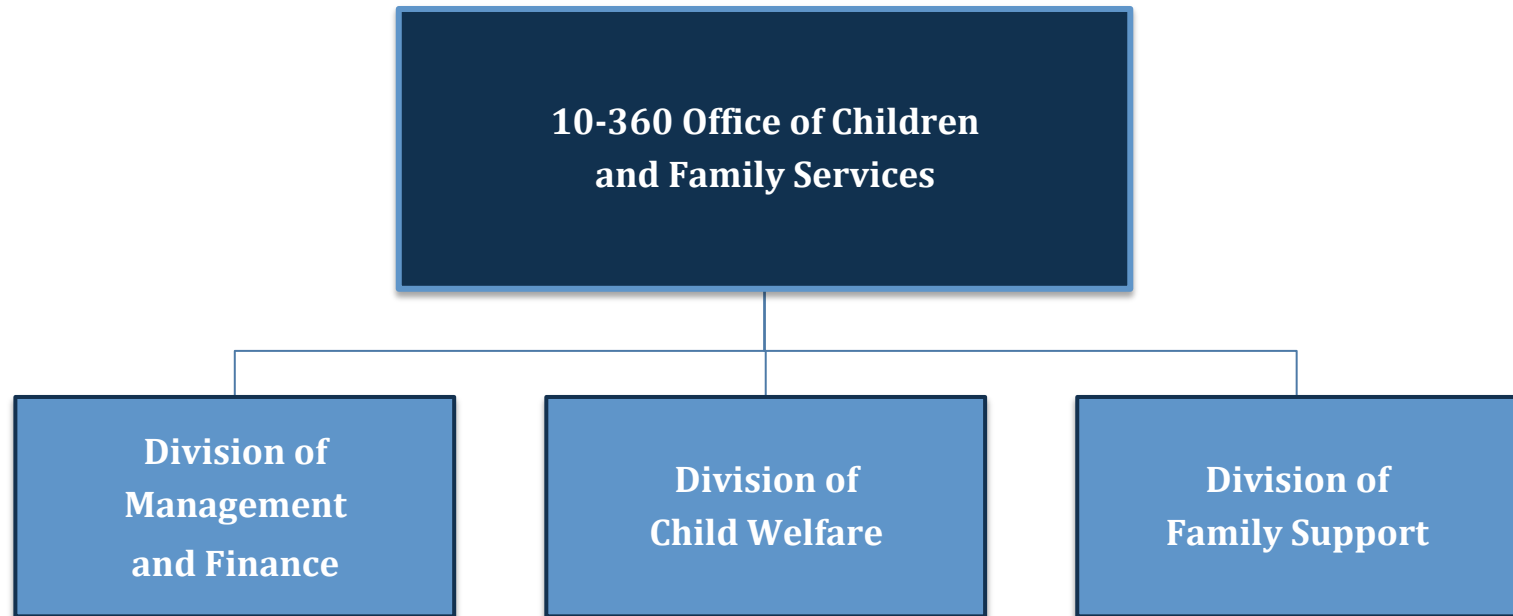 10-360 Office of Children
and Family Services
Division of
Management
and Finance
Division of
Child Welfare
Division of
Family Support